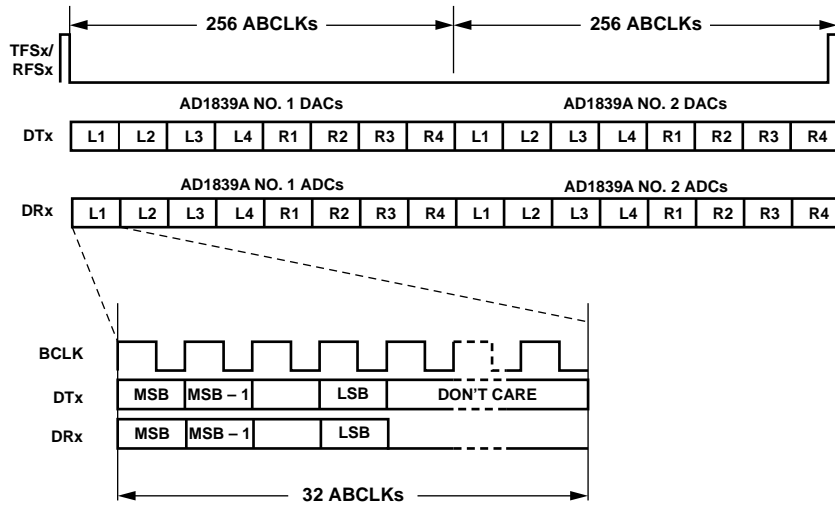 256 ABCLKs 256 ABCLKs
TFSx/
RFSx
AD1839A NO. 1 DACs AD1839A NO. 2 DACs
DTx L1 L2 L3 L4 R1 R2 R3 R4 L1 L2 L3 L4 R1 R2 R3 R4
AD1839A NO. 1 ADCs AD1839A NO. 2 ADCs
DRx L1 L2 L3 L4 R1 R2 R3 R4 L1 L2 L3 L4 R1 R2 R3 R4
BCLK
DTx MSB MSB – 1 LSB DON'T CARE
DRx MSB MSB – 1 LSB
32 ABCLKs